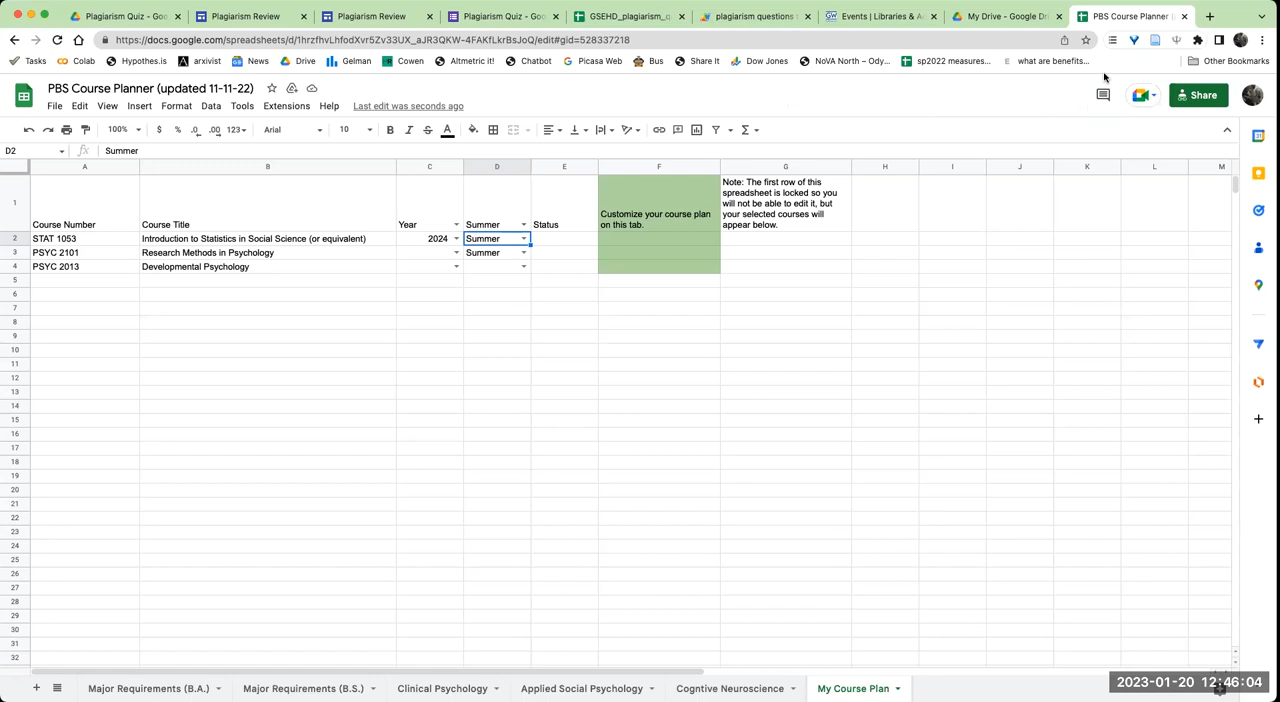 Plagiarism Quiz - Goo
Plagiarism Review
Plagiarism Review
Plagiarism Quiz - Goo
GSEHD_plagiarism_q
plagiarism questions
Events | Libraries & A
My Drive - Google Dri
PBS Course Planner (
https://docs.google.com/spreadsheets/d/1hrzfhvLhfodXvr5Zv33UX_aJR3QKW-4FAKfLkrBsJoQ/edit#gid=528337218
Tasks
Colab
Hypothes.is
arxivist
News
Drive
Gelman
Cowen
Altmetric it!
Chatbot
Picasa Web
Bus
Share It
Dow Jones
NoVA North – Ody...
sp2022 measures...
what are benefits...
Other Bookmarks
PBS Course Planner (updated 11-11-22)
File Edit View Insert Format Data Tools Extensions Help Last edit was seconds ago
Share
100% $ % .0 .00 123 Arial 10 B I S A
D2 fx Summer
A B C D E F G H I J K L M
1 Course Number Course Title Year Summer Status
Customize your course plan
on this tab.
Note: The first row of this
spreadsheet is locked so you
will not be able to edit it, but
your selected courses will
appear below.
2 STAT 1053 Introduction to Statistics in Social Science (or equivalent) 2024 Summer
3 PSYC 2101 Research Methods in Psychology Summer
4 PSYC 2013 Developmental Psychology
5
6
7
8
9
10
11
12
13
14
15
16
17
18
19
20
21
22
23
24
25
26
27
28
29
30
31
32
Major Requirements (B.A.)
Major Requirements (B.S.)
Clinical Psychology
Applied Social Psychology
Cogntive Neuroscience
My Course Plan
2023-01-20 12:46:04